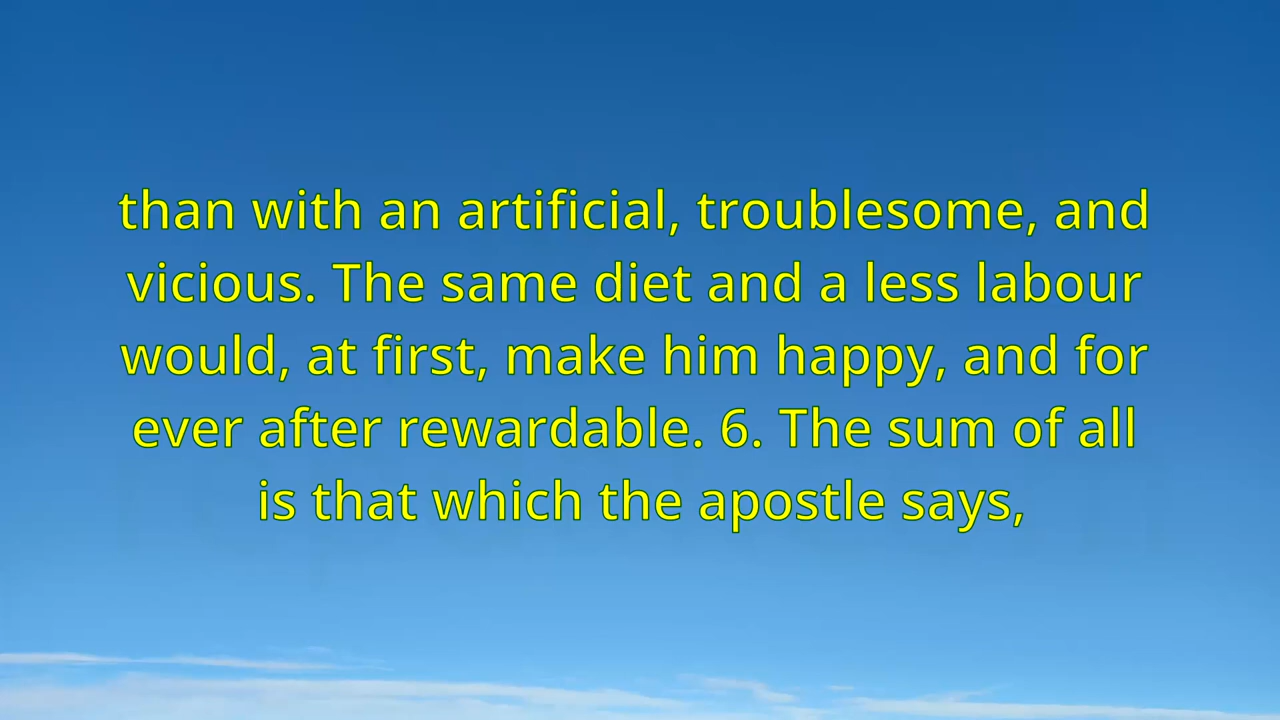 than with an artificial, troublesome, and
vicious. The same diet and a less labour
would, at first, make him happy, and for
ever after rewardable. 6. The sum of all
is that which the apostle says,